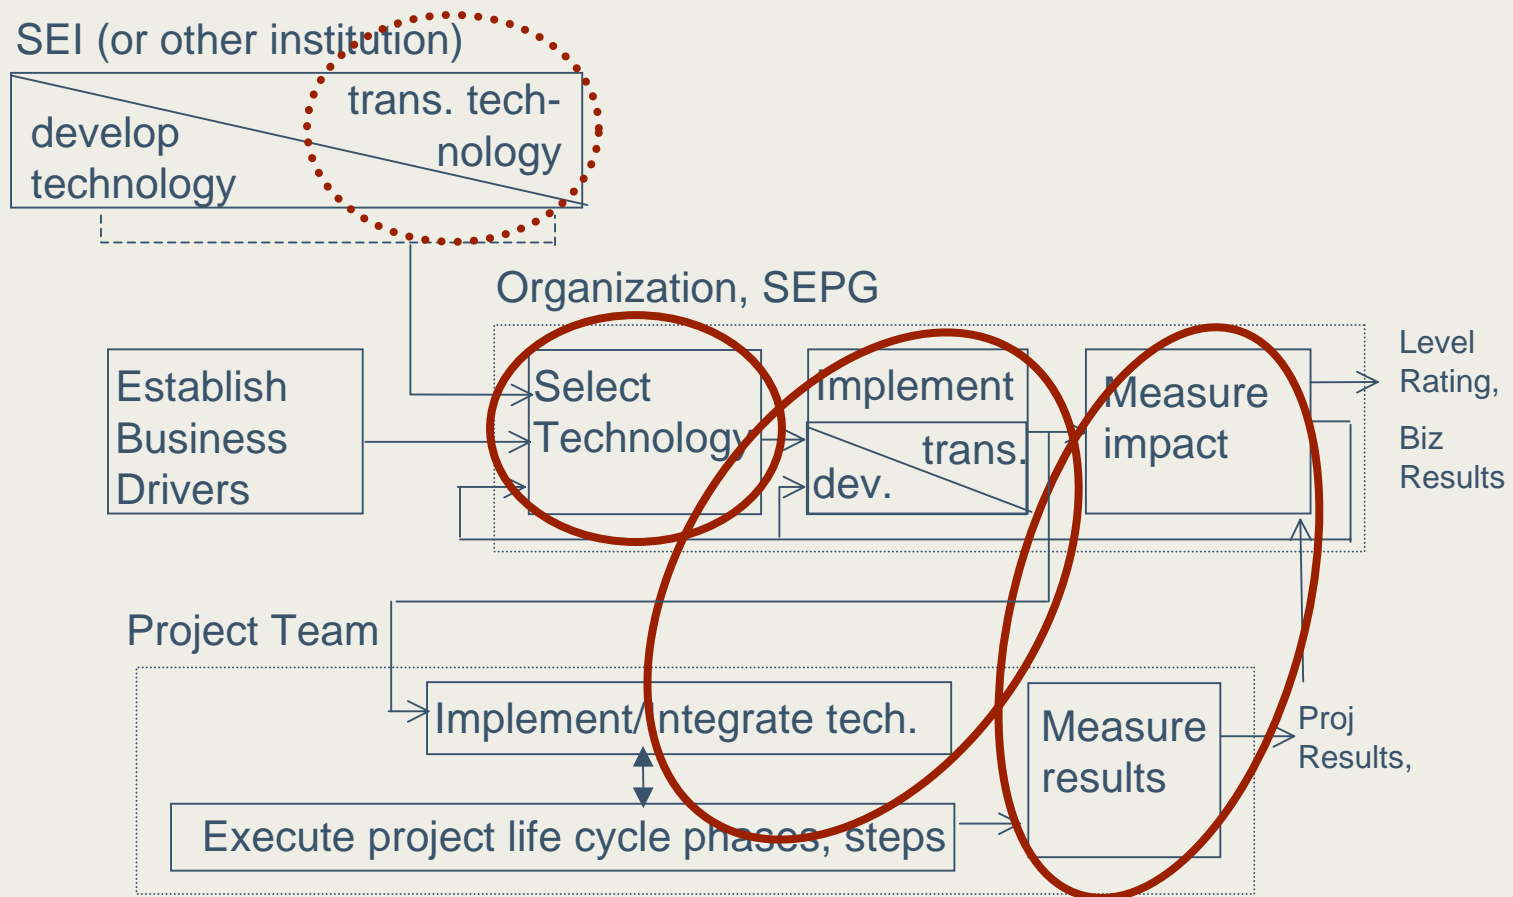 SEI (or other institution)
trans. tech-
nology
develop
technology
Organization, SEPG
Establish
Business
Drivers
Select
Technology
Implement
trans.
dev.
Measure
impact
Level
Rating,
Biz
Results
Project Team
Implement/Integrate tech.
Measure
results
Proj
Results,
Execute project life cycle phases, steps